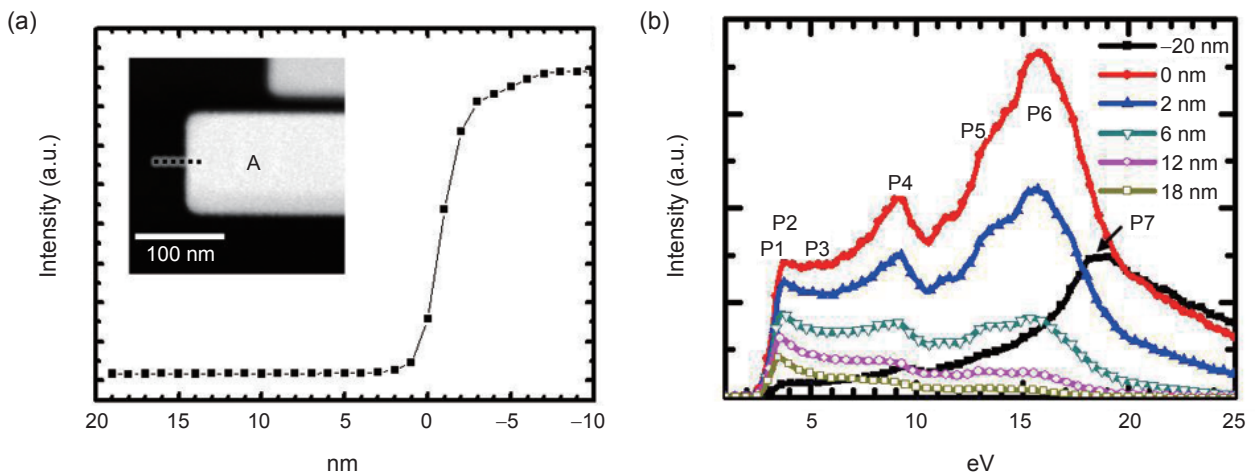 (a)
Intensity (a.u.)
A
100 nm
20 15 10 5 0 −5 −10
nm
(b)
Intensity (a.u.)
−20 nm
0 nm
2 nm
6 nm
12 nm
18 nm
P1
P2
P3
P4
P5
P6
P7
5 10 15 20 25
eV